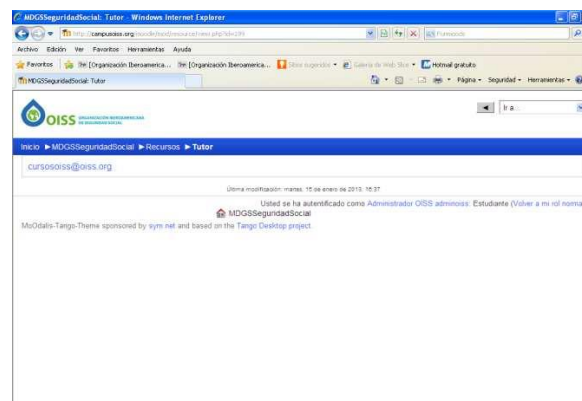 MDGSSeguridadSocial: Tutor - Windows Internet Explorer
Archivo Edición Ver Favoritos Herramientas Ayuda
Favoritos [Organización Iberoamerica... [Organización Iberoamerica... Sitios sugeridos Galería de Web Slice Hotmail gratuito
MDGSSeguridadSocial: Tutor Página Seguridad Herramientas
OISS ORGANIZACIÓN IBEROAMERICANA
DE SEGURIDAD SOCIAL
Ir a
Inicio ► MDGSSeguridadSocial ► Recursos ► Tutor
cursosoiss@oiss.org
Última modificación: martes, 15 de enero de 2013, 16:37
Usted se ha autentificado como Administrador OISS adminoiss: Estudiante (Volver a mi rol norma
MDGSSeguridadSocial
MoOdalis-Tango-Theme sponsored by sym.net and based on the Tango Desktop project.